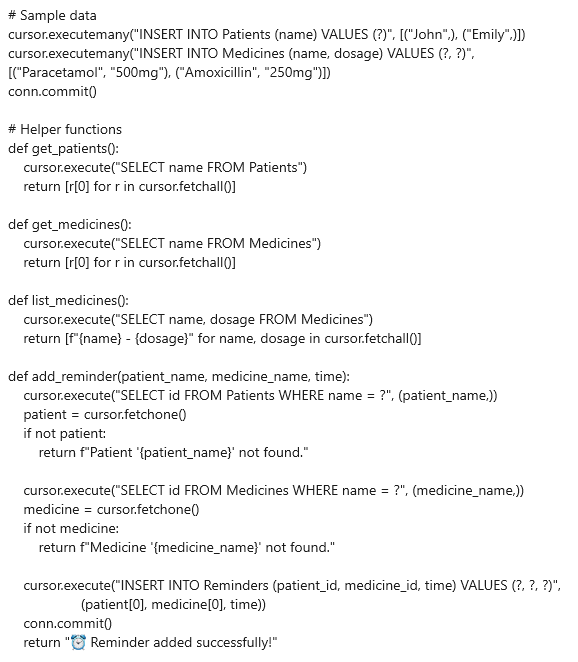 # Sample data
cursor.executemany("INSERT INTO Patients (name) VALUES (?)", [("John",), ("Emily",)])
cursor.executemany("INSERT INTO Medicines (name, dosage) VALUES (?, ?)",
[("Paracetamol", "500mg"), ("Amoxicillin", "250mg")])
conn.commit()

# Helper functions
def get_patients():
    cursor.execute("SELECT name FROM Patients")
    return [r[0] for r in cursor.fetchall()]

def get_medicines():
    cursor.execute("SELECT name FROM Medicines")
    return [r[0] for r in cursor.fetchall()]

def list_medicines():
    cursor.execute("SELECT name, dosage FROM Medicines")
    return [f"{name} - {dosage}" for name, dosage in cursor.fetchall()]

def add_reminder(patient_name, medicine_name, time):
    cursor.execute("SELECT id FROM Patients WHERE name = ?", (patient_name,))
    patient = cursor.fetchone()
    if not patient:
        return f"Patient '{patient_name}' not found."

    cursor.execute("SELECT id FROM Medicines WHERE name = ?", (medicine_name,))
    medicine = cursor.fetchone()
    if not medicine:
        return f"Medicine '{medicine_name}' not found."

    cursor.execute("INSERT INTO Reminders (patient_id, medicine_id, time) VALUES (?, ?, ?)",
                   (patient[0], medicine[0], time))
    conn.commit()
    return "⏰ Reminder added successfully!"